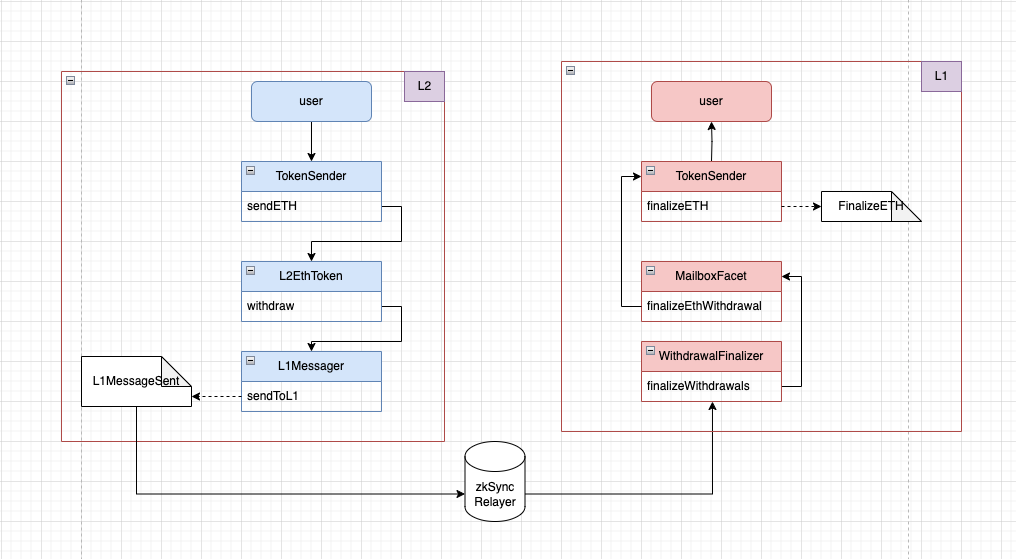 L2
user
TokenSender
sendETH
L2EthToken
withdraw
L1Messager
sendToL1
L1MessageSent
zkSync
Relayer
L1
user
TokenSender
finalizeETH
FinalizeETH
MailboxFacet
finalizeEthWithdrawal
WithdrawalFinalizer
finalizeWithdrawals